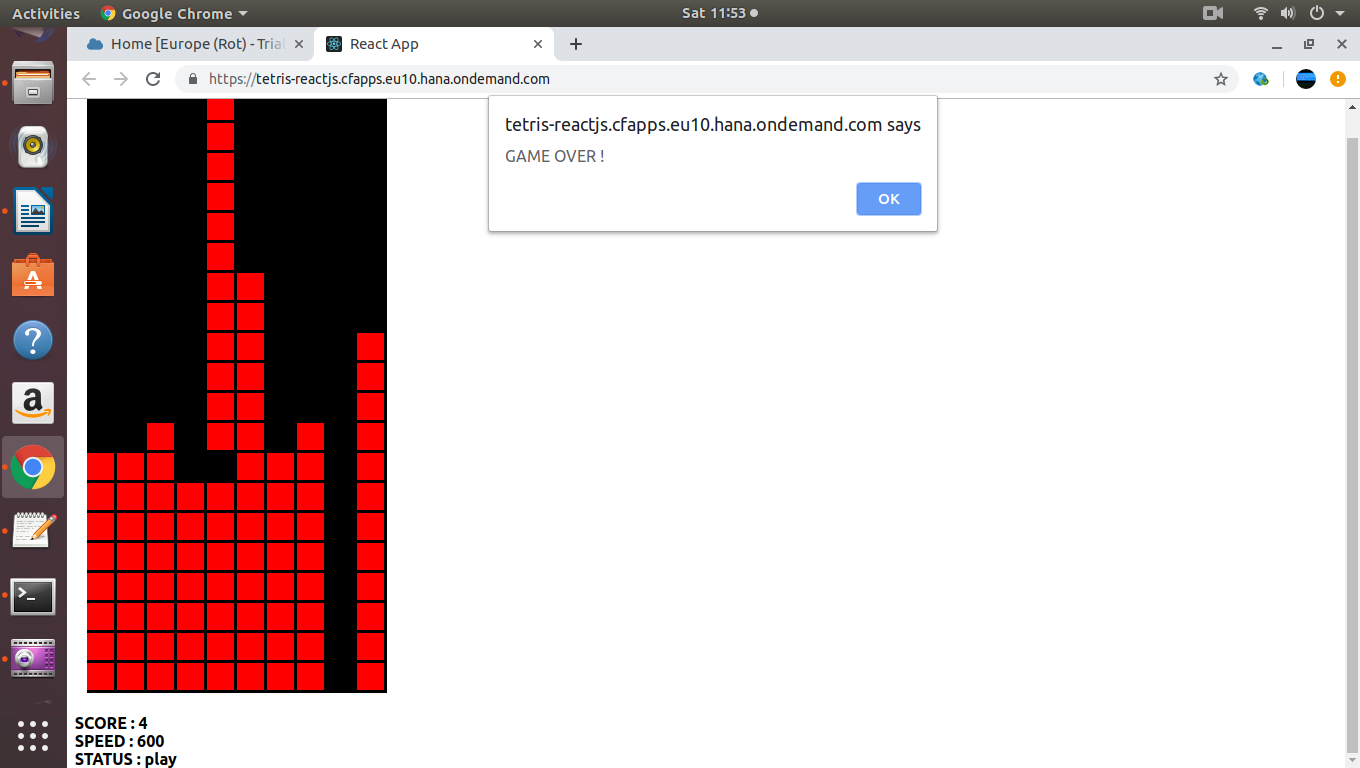 Activities
Google Chrome
Sat 11:53
Home [Europe (Rot) - Trial
React App
https://tetris-reactjs.cfapps.eu10.hana.ondemand.com
tetris-reactjs.cfapps.eu10.hana.ondemand.com says
GAME OVER !
OK
SCORE : 4
SPEED : 600
STATUS : play